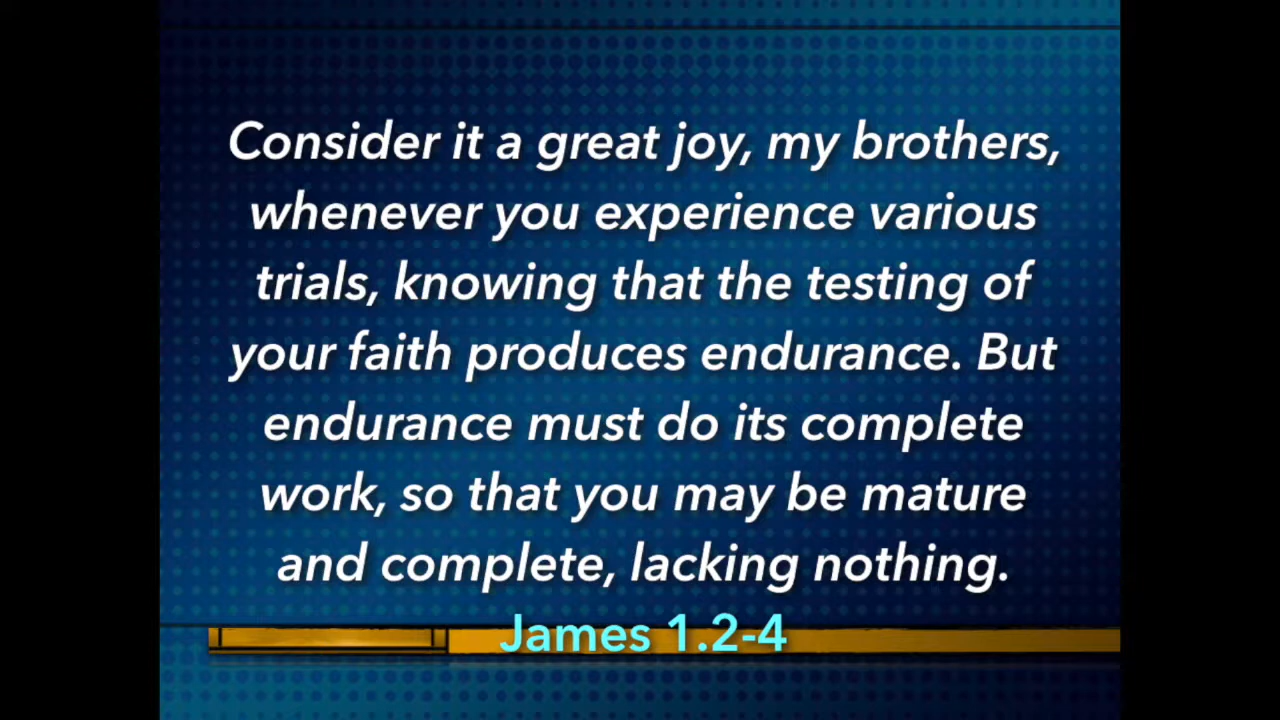 Consider it a great joy, my brothers,
whenever you experience various
trials, knowing that the testing of
your faith produces endurance. But
endurance must do its complete
work, so that you may be mature
and complete, lacking nothing.
James 1.2-4